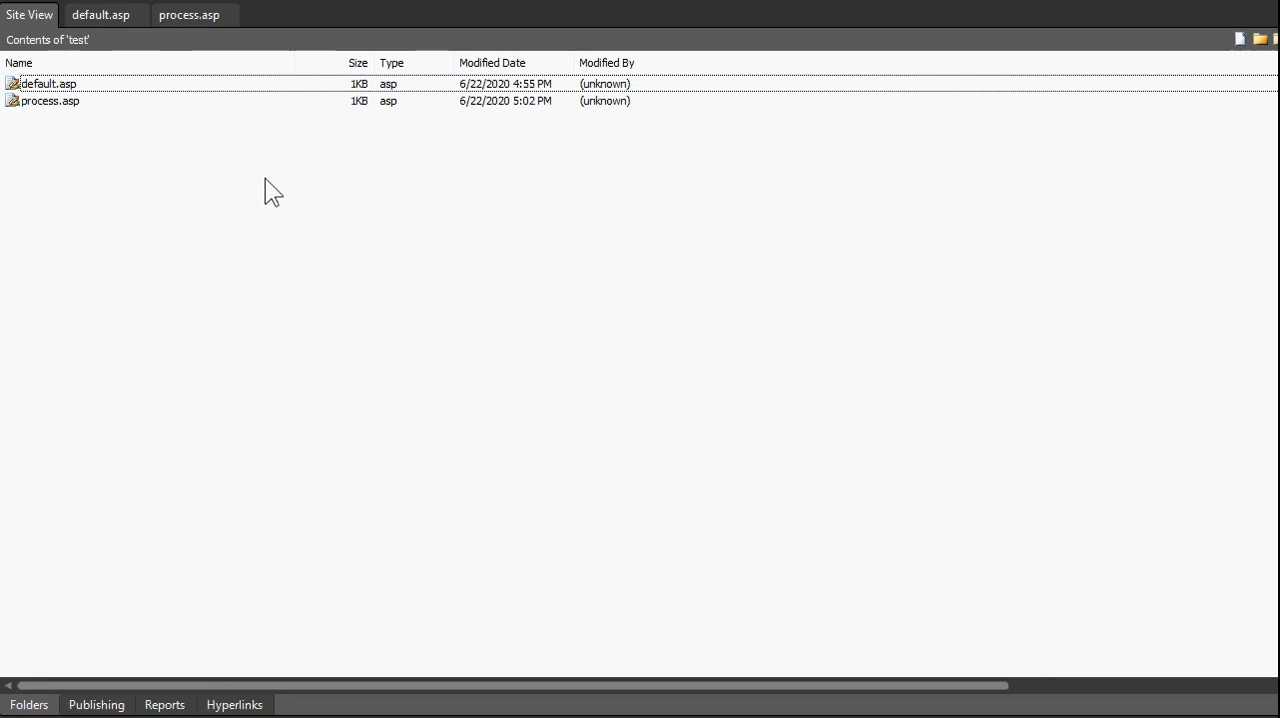 Site View default.asp process.asp
Contents of 'test'
Name Size Type Modified Date Modified By
default.asp 1KB asp 6/22/2020 4:55 PM (unknown)
process.asp 1KB asp 6/22/2020 5:02 PM (unknown)
Folders Publishing Reports Hyperlinks